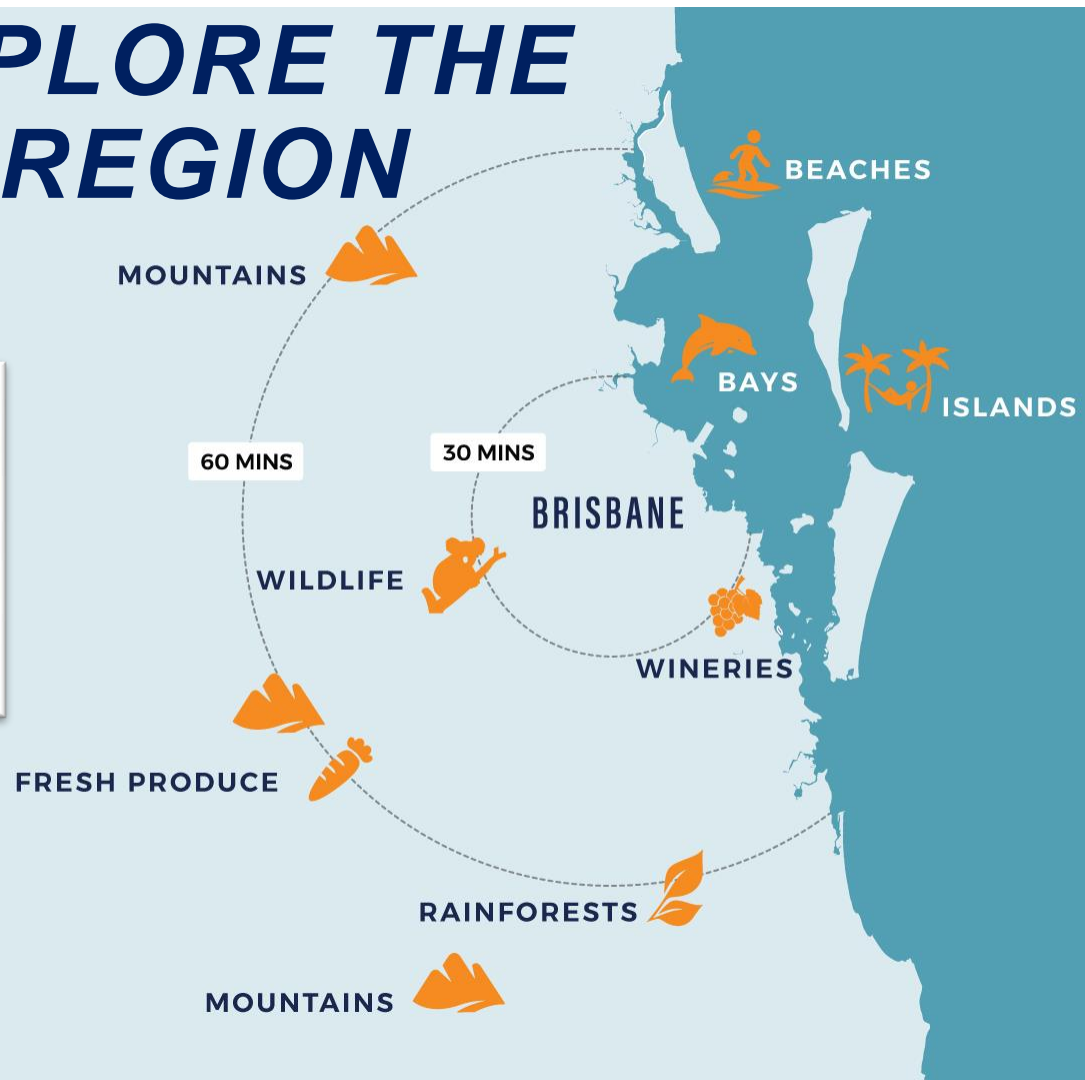 PLORE THE
REGION
BEACHES
MOUNTAINS
BAYS
ISLANDS
60 MINS
30 MINS
BRISBANE
WILDLIFE
WINERIES
FRESH PRODUCE
RAINFORESTS
MOUNTAINS